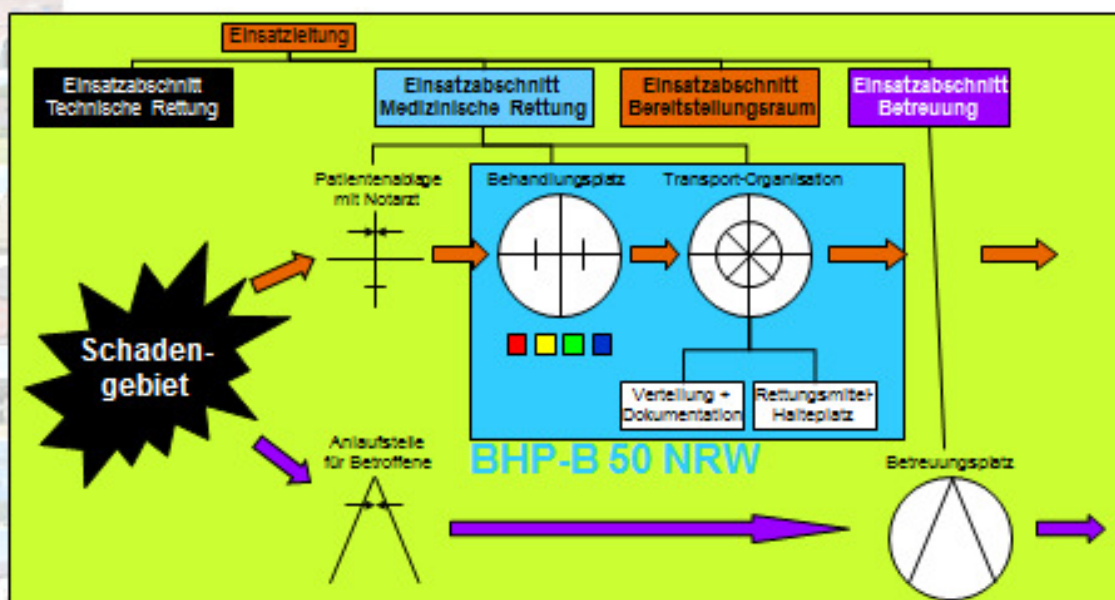 Einsatzleitung
Einsatzabschnitt
Technische Rettung
Einsatzabschnitt
Medizinische Rettung
Einsatzabschnitt
Bereitstellungsraum
Einsatzabschnitt
Betreuung
Patientenablage
mit Notarzt
Behandlungsplatz
Transport-Organisation
Schaden-
gebiet
Verteilung +
Dokumentation
Rettungsmittel-
Halteplatz
BHP-B 50 NRW
Anlaufstelle
für Betroffene
Betreuungsplatz